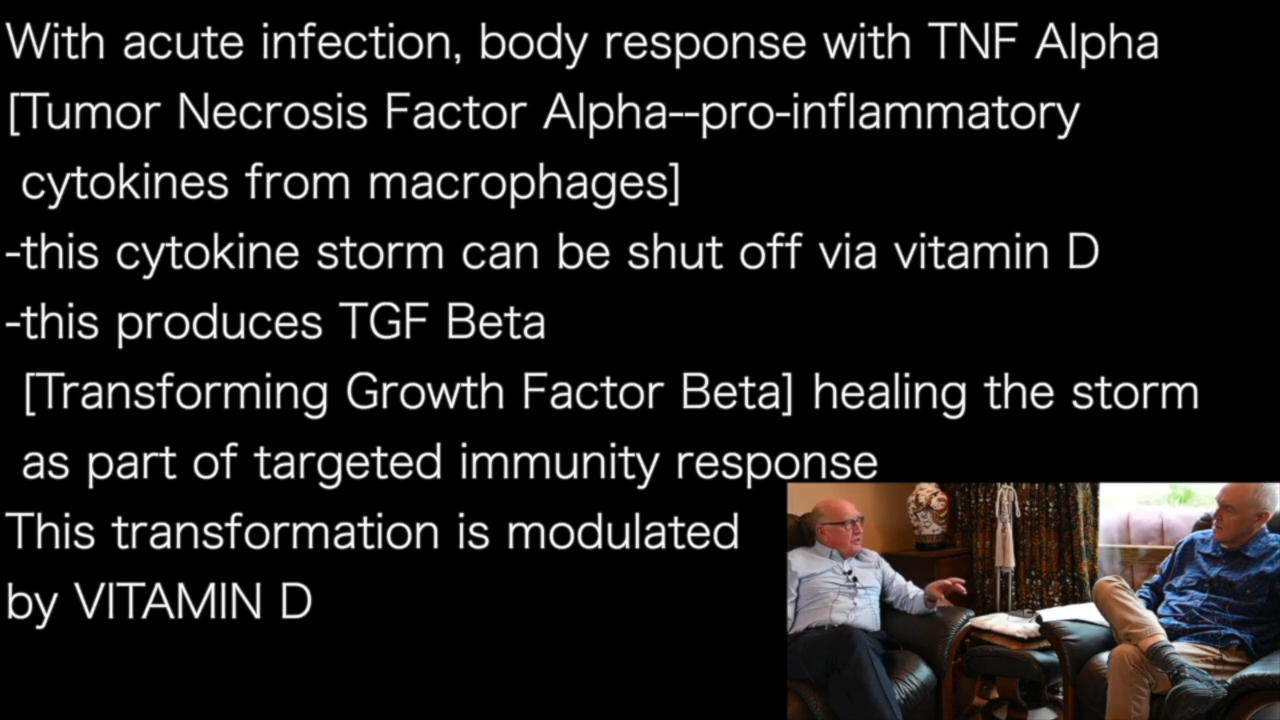 With acute infection, body response with TNF Alpha
[Tumor Necrosis Factor Alpha--pro-inflammatory
cytokines from macrophages]
-this cytokine storm can be shut off via vitamin D
-this produces TGF Beta
[Transforming Growth Factor Beta] healing the storm
as part of targeted immunity response
This transformation is modulated
by VITAMIN D